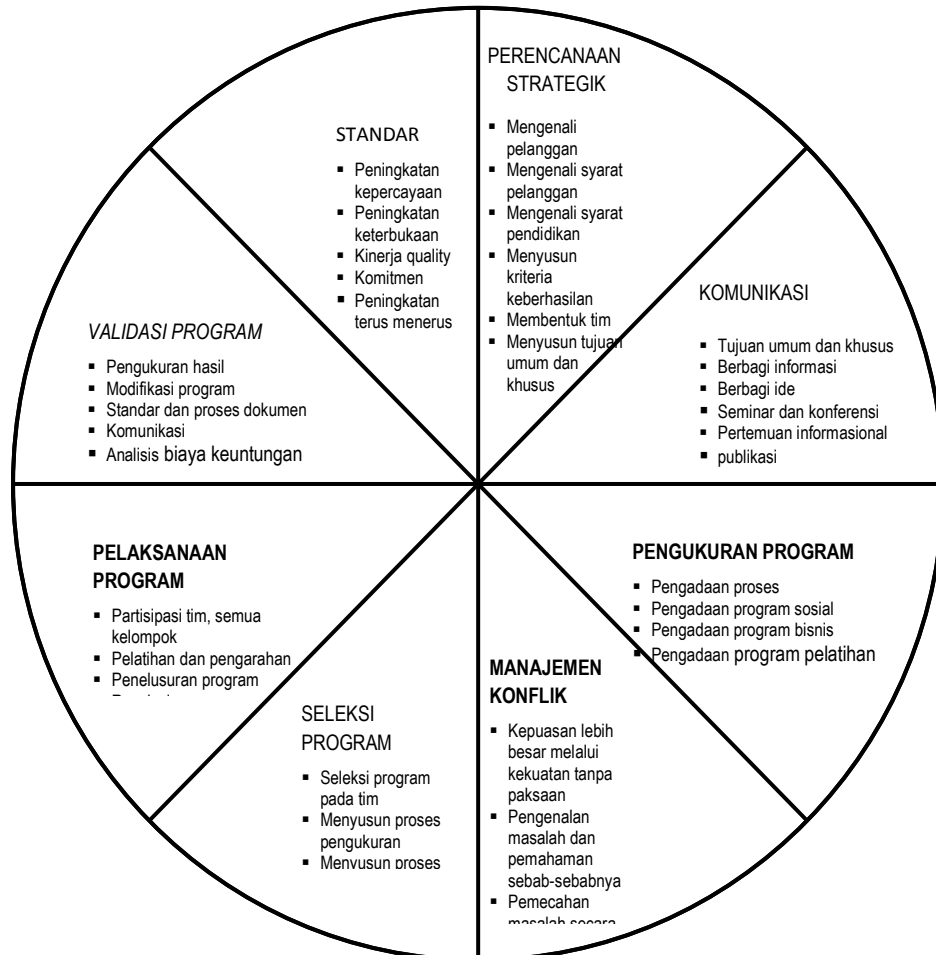 PERENCANAAN
STRATEGIK
▪ Mengenali
pelanggan
▪ Mengenali syarat
pelanggan
▪ Mengenali syarat
pendidikan
▪ Menyusun
kriteria
keberhasilan
▪ Membentuk tim
▪ Menyusun tujuan
umum dan
khusus
KOMUNIKASI
▪ Tujuan umum dan khusus
▪ Berbagi informasi
▪ Berbagi ide
▪ Seminar dan konferensi
▪ Pertemuan informasional
▪ publikasi
PENGUKURAN PROGRAM
▪ Pengadaan proses
▪ Pengadaan program sosial
▪ Pengadaan program bisnis
▪ Pengadaan program pelatihan
MANAJEMEN
KONFLIK
▪ Kepuasan lebih
besar melalui
kekuatan tanpa
paksaan
▪ Pengenalan
masalah dan
pemahaman
sebab-sebabnya
▪ Pemecahan
masalah secara
SELEKSI
PROGRAM
▪ Seleksi program
pada tim
▪ Menyusun proses
pengukuran
▪ Menyusun proses
PELAKSANAAN
PROGRAM
▪ Partisipasi tim, semua
kelompok
▪ Pelatihan dan pengarahan
▪ Penelusuran program
VALIDASI PROGRAM
▪ Pengukuran hasil
▪ Modifikasi program
▪ Standar dan proses dokumen
▪ Komunikasi
▪ Analisis biaya keuntungan
STANDAR
▪ Peningkatan
kepercayaan
▪ Peningkatan
keterbukaan
▪ Kinerja quality
▪ Komitmen
▪ Peningkatan
terus menerus